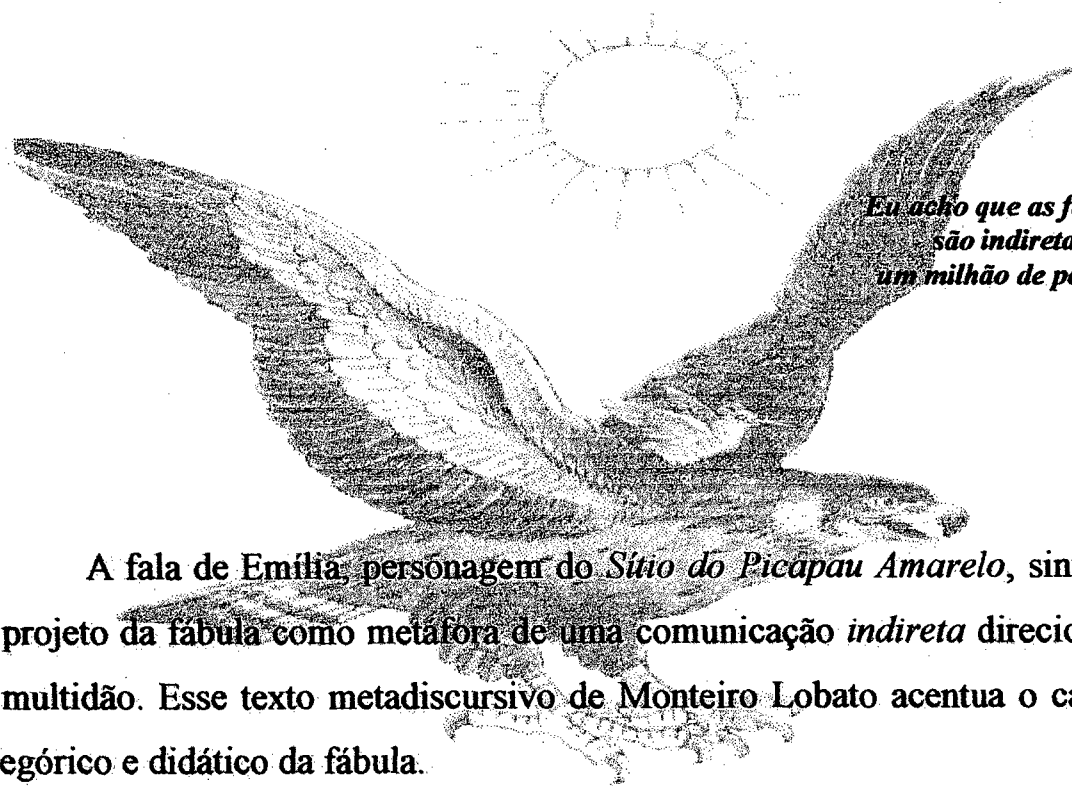 Eu acho que as f
são indireta
um milhão de pe
A fala de Emília, personagem do Sítio do Picapau Amarelo, sin
projeto da fábula como metáfora de uma comunicação indireta direcio
multidão. Esse texto metadiscursivo de Monteiro Lobato acentua o ca
egórico e didático da fábula.